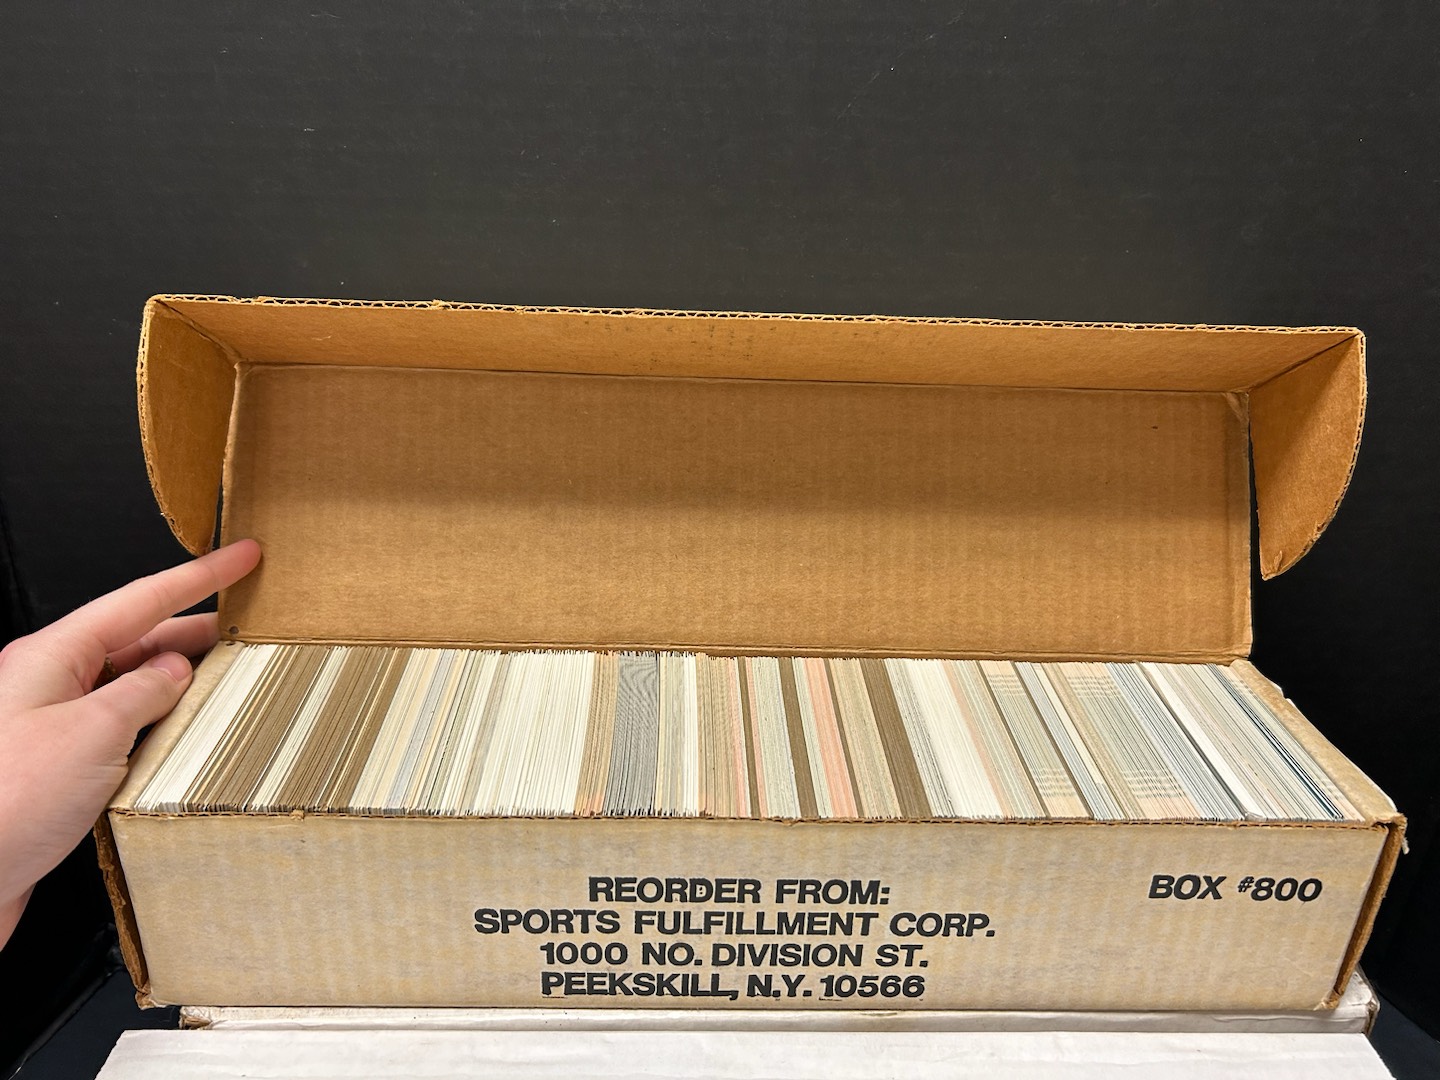 REORDER FROM:
SPORTS FULFILLMENT CORP.
1000 NO. DIVISION ST.
PEEKSKILL, N.Y. 10566
BOX #800